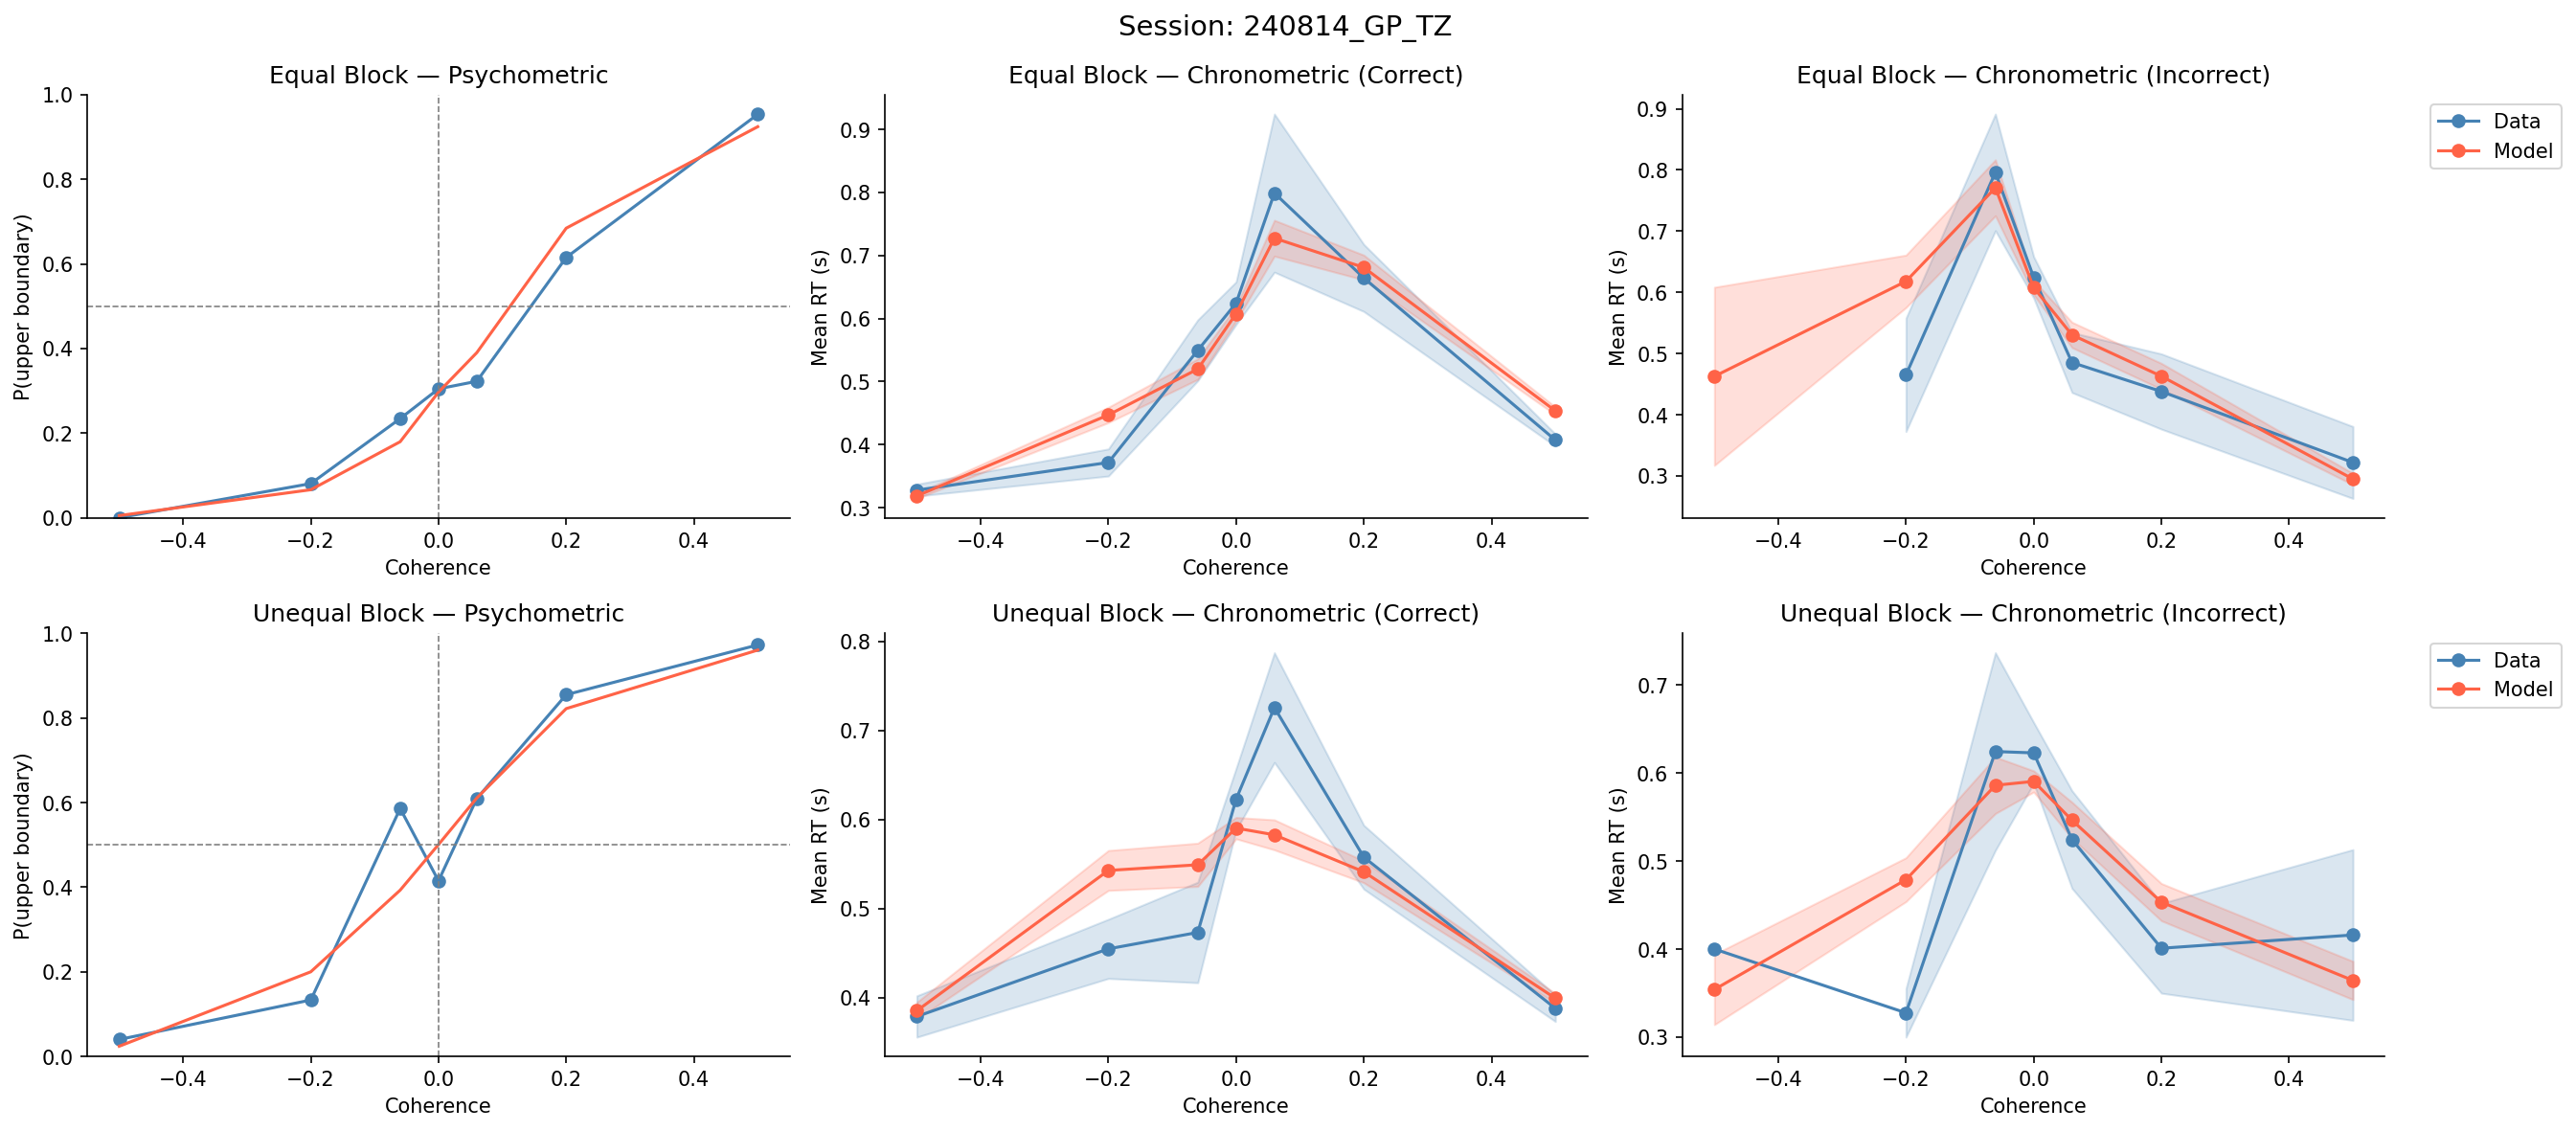 Session: 240814_GP_TZ
Equal Block — Psychometric
P(upper boundary)
1.0
0.8
0.6
0.4
0.2
0.0
−0.4
−0.2
0.0
0.2
0.4
Coherence
Equal Block — Chronometric (Correct)
Mean RT (s)
0.9
0.8
0.7
0.6
0.5
0.4
0.3
−0.4
−0.2
0.0
0.2
0.4
Coherence
Equal Block — Chronometric (Incorrect)
Mean RT (s)
0.9
0.8
0.7
0.6
0.5
0.4
0.3
−0.4
−0.2
0.0
0.2
0.4
Coherence
Data
Model
Unequal Block — Psychometric
P(upper boundary)
1.0
0.8
0.6
0.4
0.2
0.0
−0.4
−0.2
0.0
0.2
0.4
Coherence
Unequal Block — Chronometric (Correct)
Mean RT (s)
0.8
0.7
0.6
0.5
0.4
−0.4
−0.2
0.0
0.2
0.4
Coherence
Unequal Block — Chronometric (Incorrect)
Mean RT (s)
0.7
0.6
0.5
0.4
0.3
−0.4
−0.2
0.0
0.2
0.4
Coherence
Data
Model